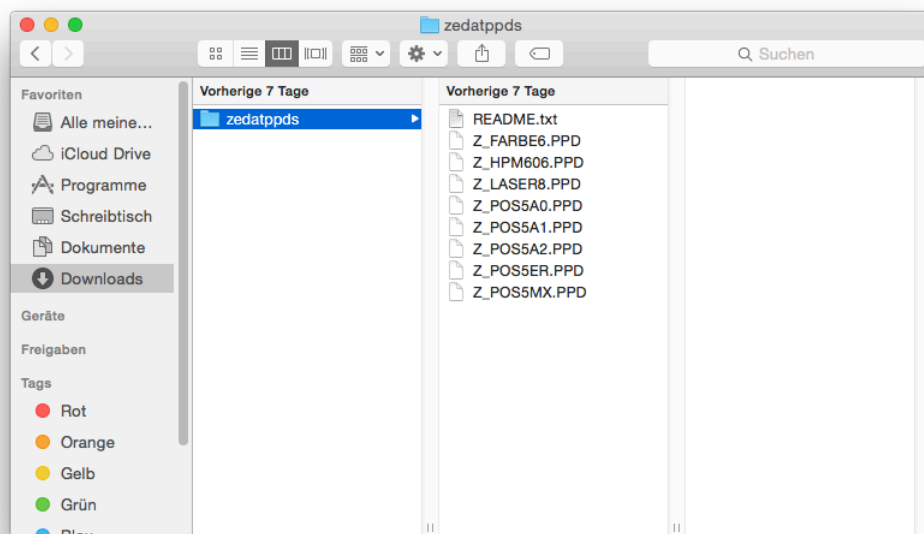 zedatppds
Suchen
Favoriten
Alle meine...
iCloud Drive
Programme
Schreibtisch
Dokumente
Downloads
Geräte
Freigaben
Tags
Rot
Orange
Gelb
Grün
Vorherige 7 Tage
zedatppds
Vorherige 7 Tage
README.txt
Z_FARBE6.PPD
Z_HPM606.PPD
Z_LASER8.PPD
Z_POS5A0.PPD
Z_POS5A1.PPD
Z_POS5A2.PPD
Z_POS5ER.PPD
Z_POS5MX.PPD